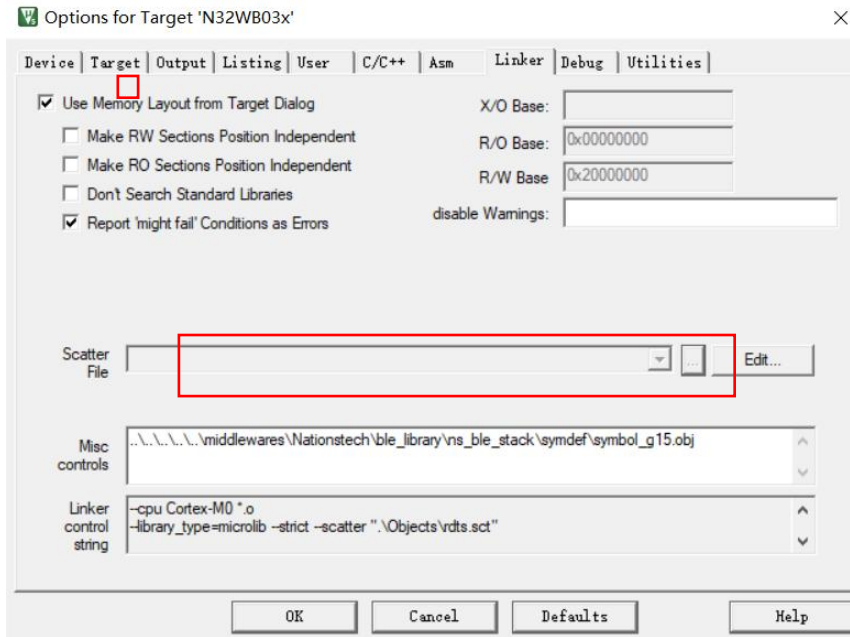 Options for Target 'N32WB03x'
Device Target Output Listing User C/C++ Asm Linker Debug Utilities
Use Memory Layout from Target Dialog
Make RW Sections Position Independent
Make RO Sections Position Independent
Don't Search Standard Libraries
Report 'might fail' Conditions as Errors
X/O Base:
R/O Base: 0x00000000
R/W Base 0x20000000
disable Warnings:
Scatter
File
... Edit...
Misc
controls
..\..\..\..\..\middlewares\Nationstech\ble_library\ns_ble_stack\symdef\symbol_g15.obj
Linker
control
string
--cpu Cortex-M0 *.o
--library_type=microlib --strict --scatter ".\Objects\rdts.sct"
OK Cancel Defaults Help